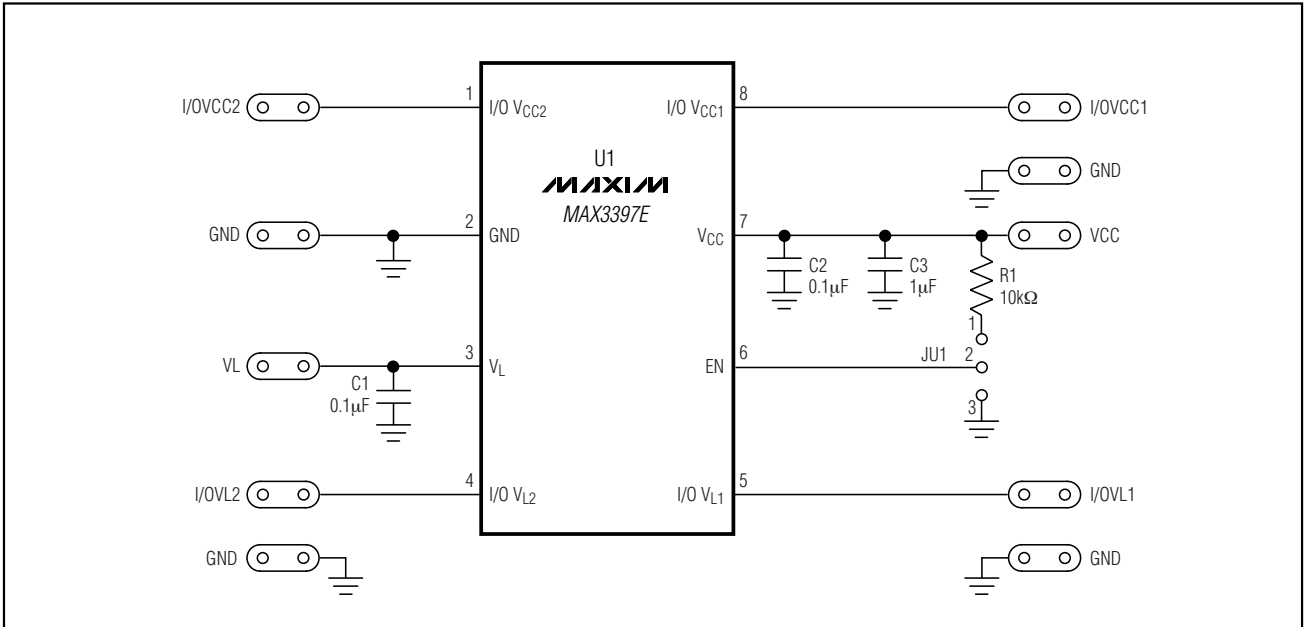 1
8
I/OVCC2
I/O VCC2
I/O VCC1
I/OVCC1
U1
MAXIM
MAX3397E
GND
2
7
GND
GND
VCC
VCC
C2
0.1µF
C3
1µF
R1
10kΩ
1
3
6
JU1
2
VL
VL
EN
C1
0.1µF
3
4
5
I/OVL2
I/O VL2
I/O VL1
I/OVL1
GND
GND